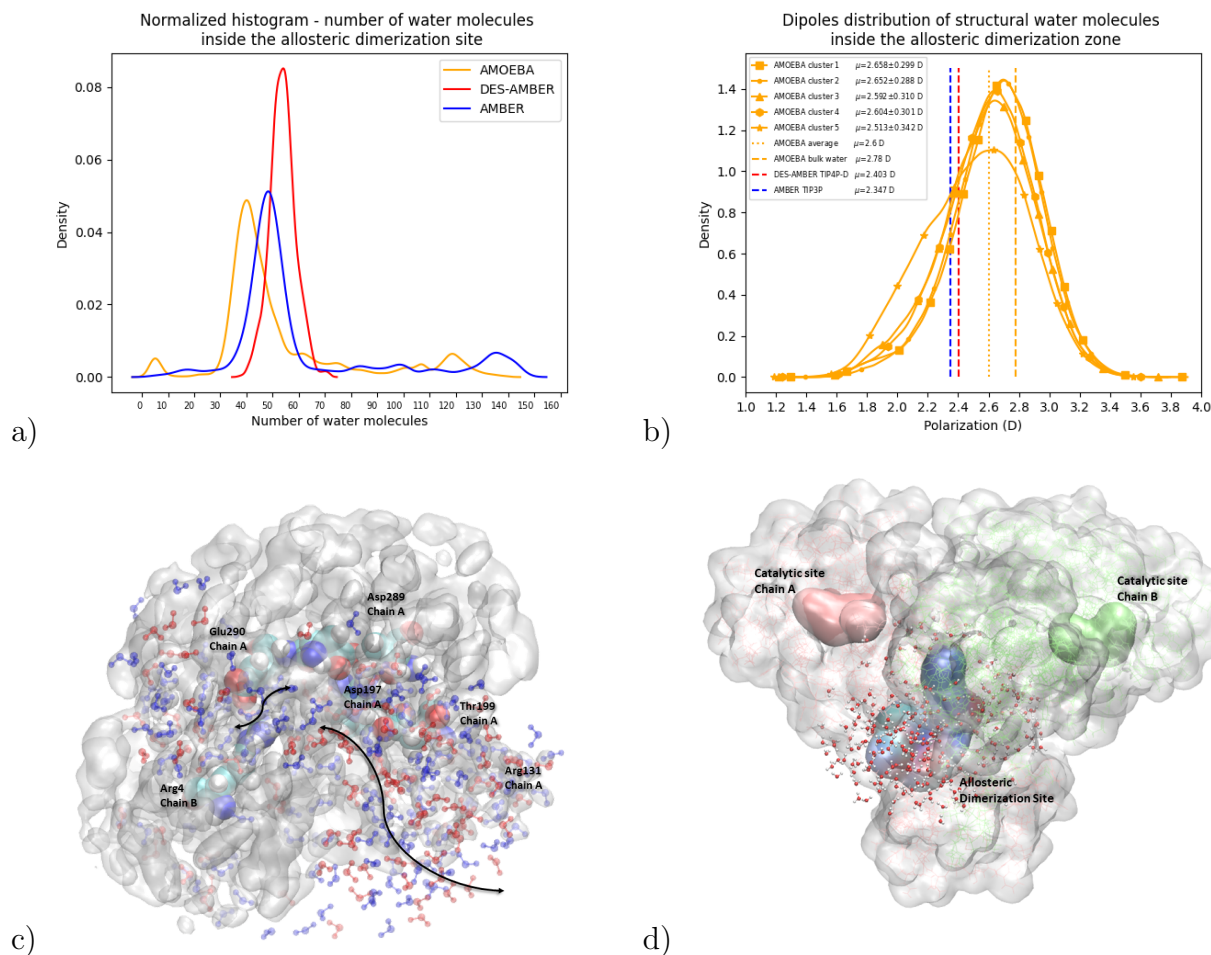 Normalized histogram - number of water molecules
inside the allosteric dimerization site
AMOEBA
DES-AMBER
AMBER
Density
0.08
0.06
0.04
0.02
0.00
0 10 20 30 40 50 60 70 80 90 100 110 120 130 140 150 160
Number of water molecules
a)
Dipoles distribution of structural water molecules
inside the allosteric dimerization zone
AMOEBA cluster 1 μ=2.658±0.299 D
AMOEBA cluster 2 μ=2.652±0.288 D
AMOEBA cluster 3 μ=2.592±0.310 D
AMOEBA cluster 4 μ=2.604±0.301 D
AMOEBA cluster 5 μ=2.513±0.342 D
AMOEBA average μ=2.6 D
AMOEBA bulk water μ=2.78 D
DES-AMBER TIP4P-D μ=2.403 D
AMBER TIP3P μ=2.347 D
Density
1.4
1.2
1.0
0.8
0.6
0.4
0.2
0.0
1.0 1.2 1.4 1.6 1.8 2.0 2.2 2.4 2.6 2.8 3.0 3.2 3.4 3.6 3.8 4.0
Polarization (D)
b)
Asp289
Chain A
Glu290
Chain A
Asp197
Chain A
Thr199
Chain A
Arg131
Chain A
Arg4
Chain B
c)
Catalytic site
Chain A
Catalytic site
Chain B
Allosteric
Dimerization Site
d)